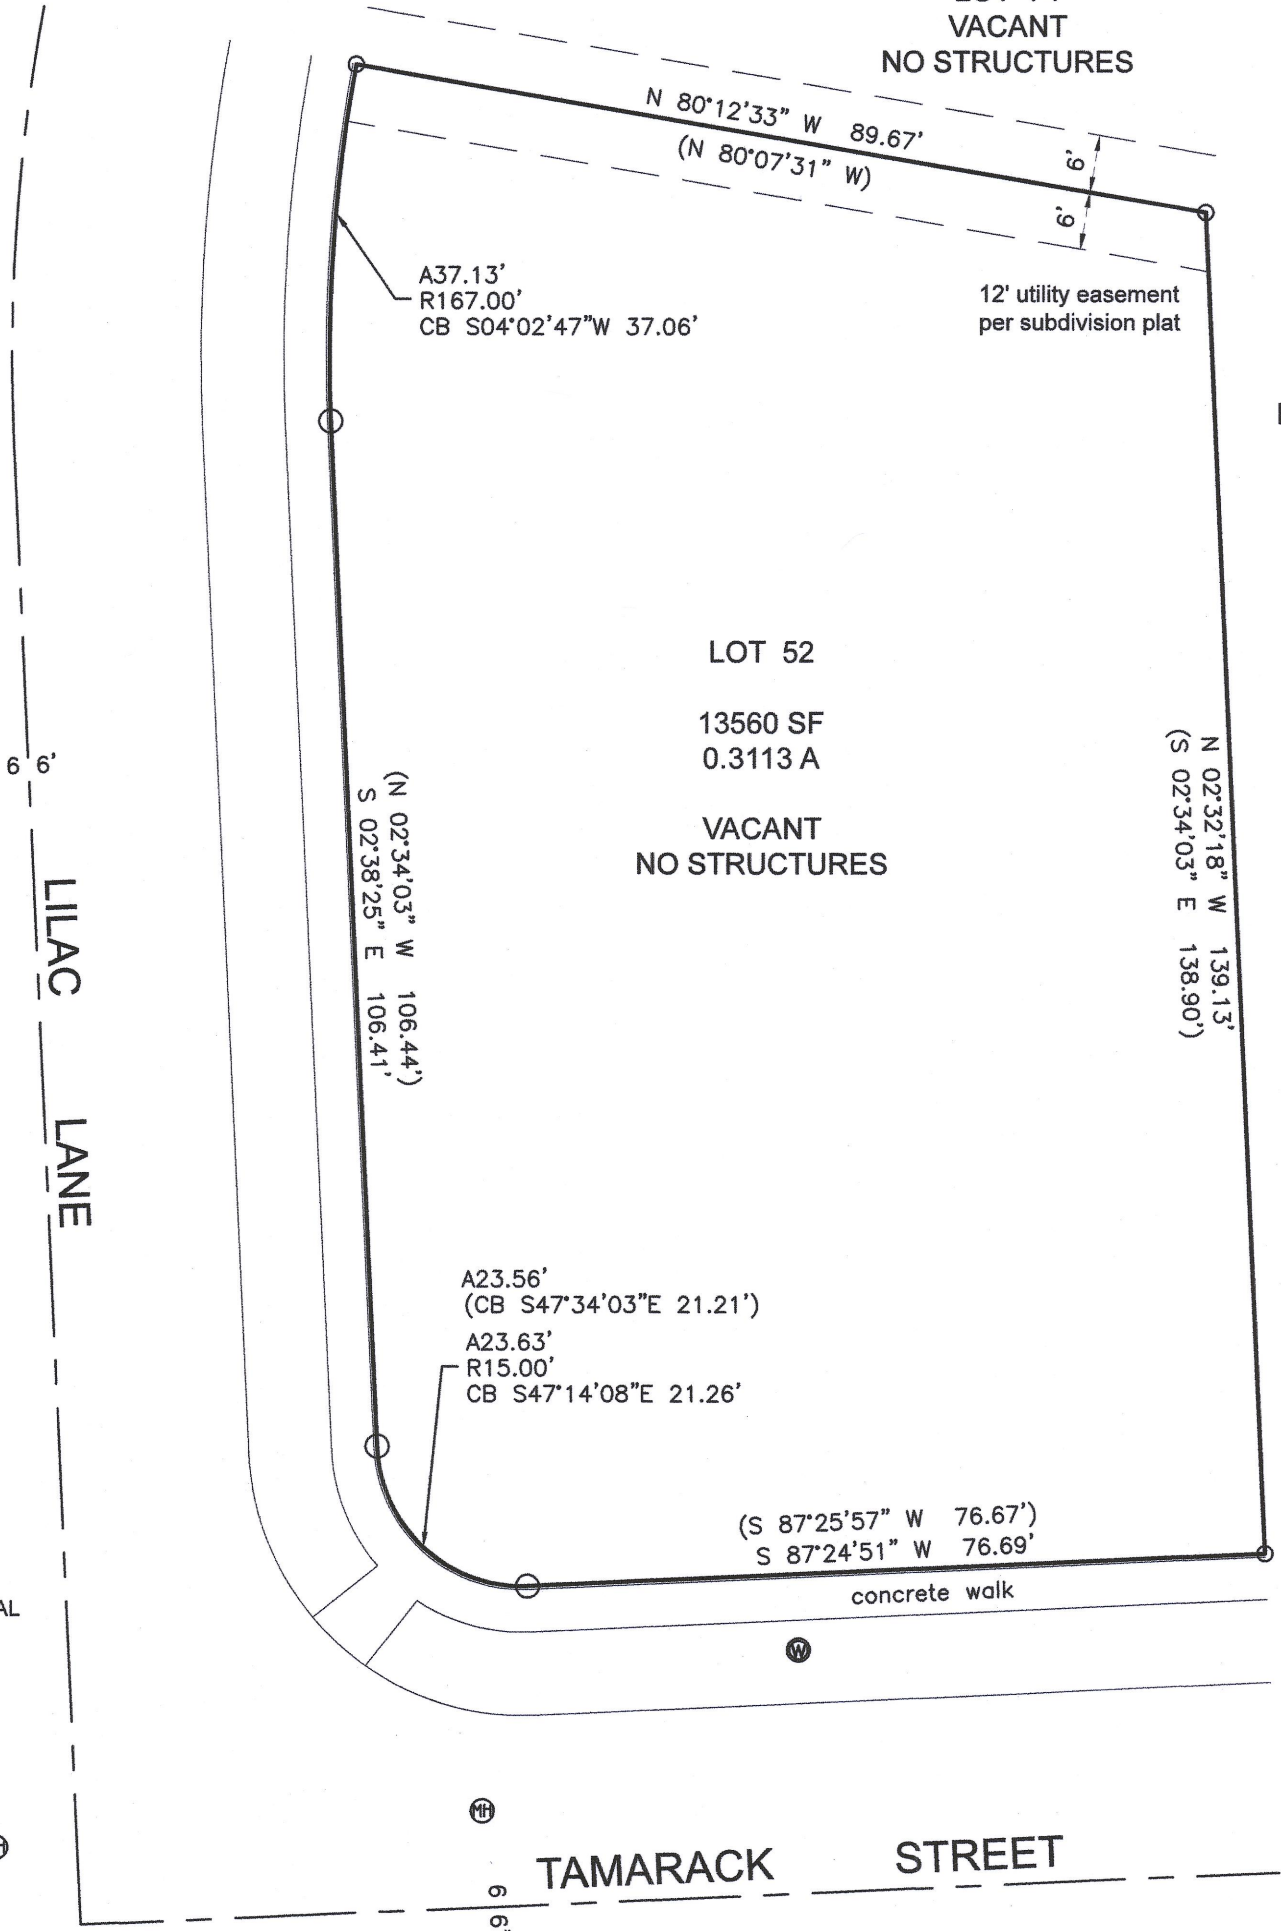 VACANT
NO STRUCTURES
N 80°12'33" W 89.67'
(N 80°07'31" W)
6'
6'
A37.13'
R167.00'
CB S04°02'47"W 37.06'
12' utility easement
per subdivision plat
LOT 52
13560 SF
0.3113 A
VACANT
NO STRUCTURES
N 02°32'18" W 139.13'
(S 02°34'03" E 138.90')
6 6'
(N 02°34'03" W 106.44')
S 02°38'25" E 106.41'
LILAC LANE
A23.56'
(CB S47°34'03"E 21.21')
A23.63'
R15.00'
CB S47°14'08"E 21.26'
(S 87°25'57" W 76.67')
S 87°24'51" W 76.69'
concrete walk
AL
W
MH
TAMARACK STREET
6
6"